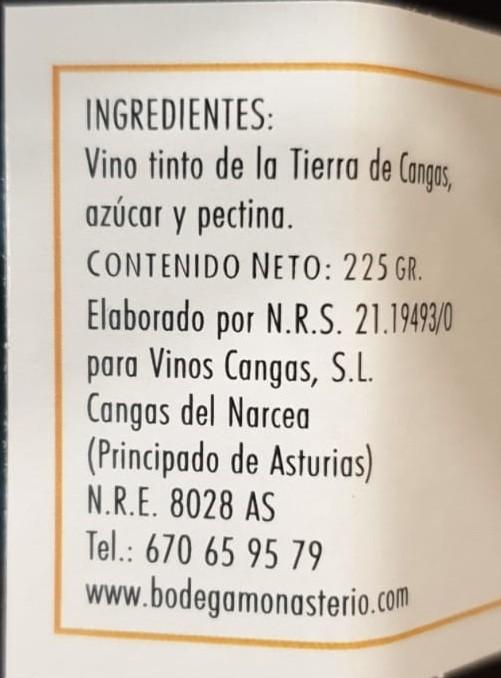 INGREDIENTES:
Vino tinto de la Tierra de Cangas,
azúcar y pectina.
CONTENIDO NETO: 225 GR.
Elaborado por N.R.S. 21.19493/0
para Vinos Cangas, S.L.
Cangas del Narcea
(Principado de Asturias)
N.R.E. 8028 AS
Tel.: 670 65 95 79
www.bodegamonasterio.com